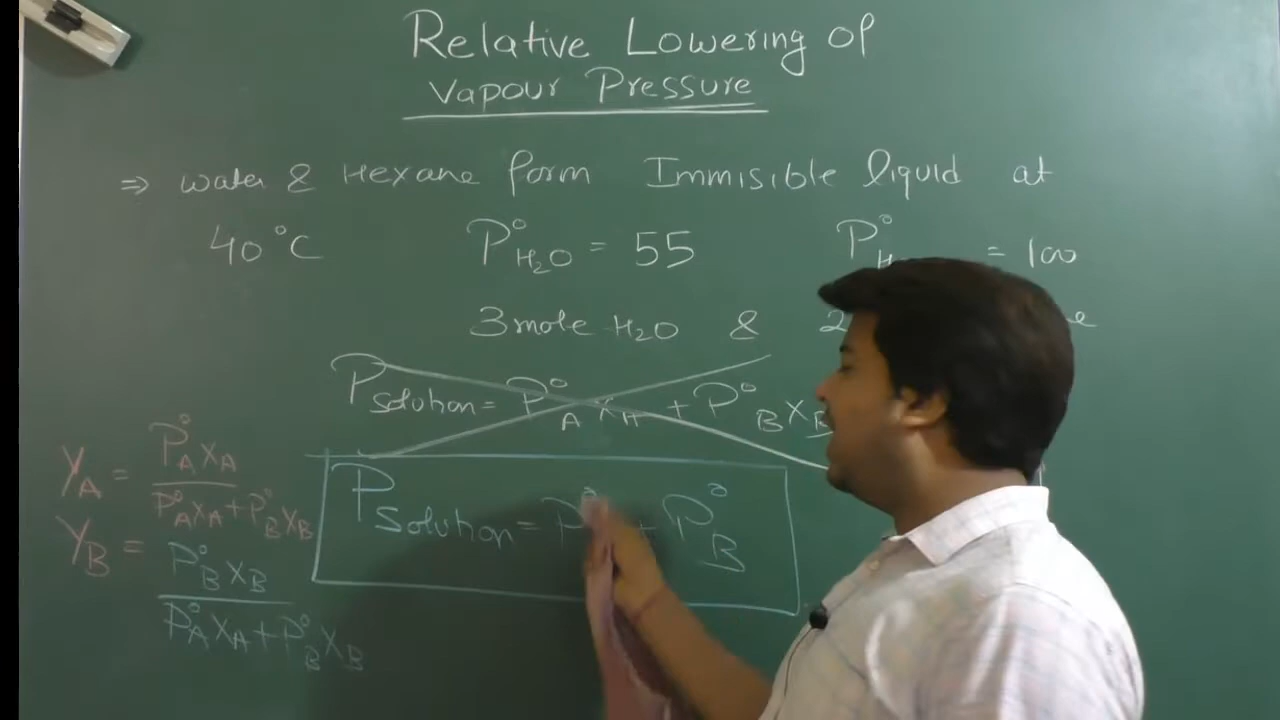 Relative Lowering of
Vapour Pressure
⇒ water & Hexane form Immisible liquid at
40°C P°H₂O = 55 P°H = 100
3 mole H₂O & 2
Psolution = P°A XA + P°B XB
Psolution = P° + P°B
YA = P°A XA / P°A XA + P°B XB
YB = P°B XB / P°A XA + P°B XB